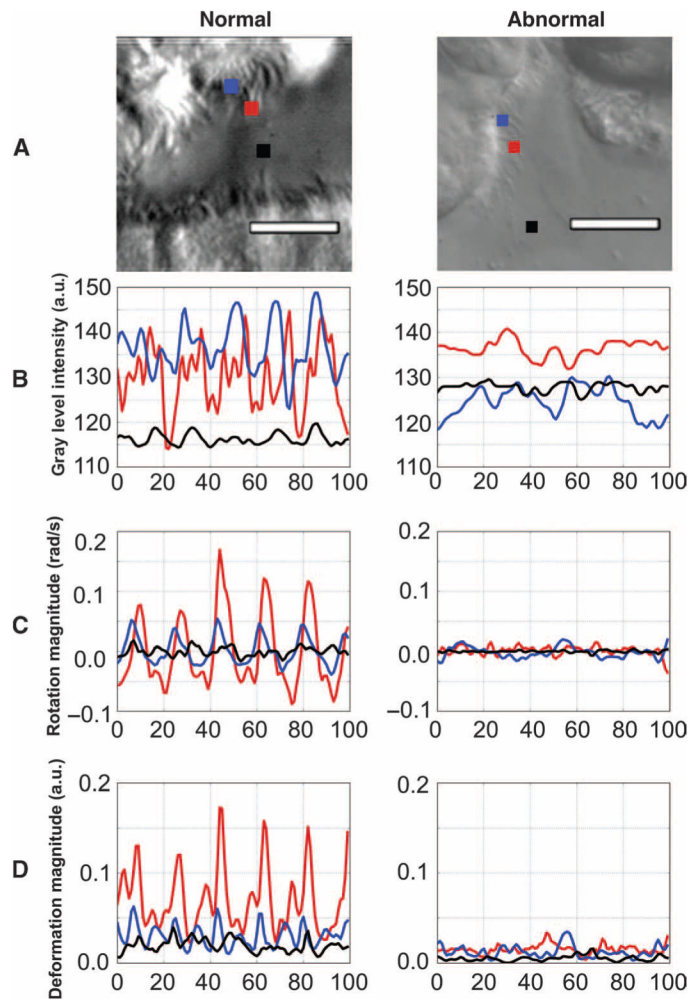 Normal
Abnormal
A
B
Gray level intensity (a.u.)
150
140
130
120
110
0 20 40 60 80 100
150
140
130
120
110
0 20 40 60 80 100
C
Rotation magnitude (rad/s)
0.2
0.1
0.0
–0.1
0 20 40 60 80 100
0.2
0.1
0.0
–0.1
0 20 40 60 80 100
D
Deformation magnitude (a.u.)
0.2
0.1
0.0
0 20 40 60 80 100
0.2
0.1
0.0
0 20 40 60 80 100